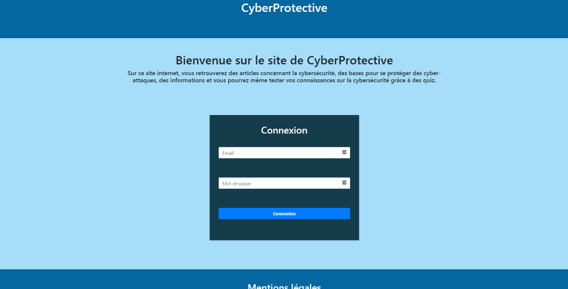 CyberProtective
Bienvenue sur le site de CyberProtective
Sur ce site internet, vous retrouverez des articles concernant la cybersécurité, des bases pour se protéger des cyber-
attaques, des informations et vous pourrez même tester vos connaissances sur la cybersécurité grâce à des quiz.
Connexion
Email
Mot de passe
Connexion
Mentions légales